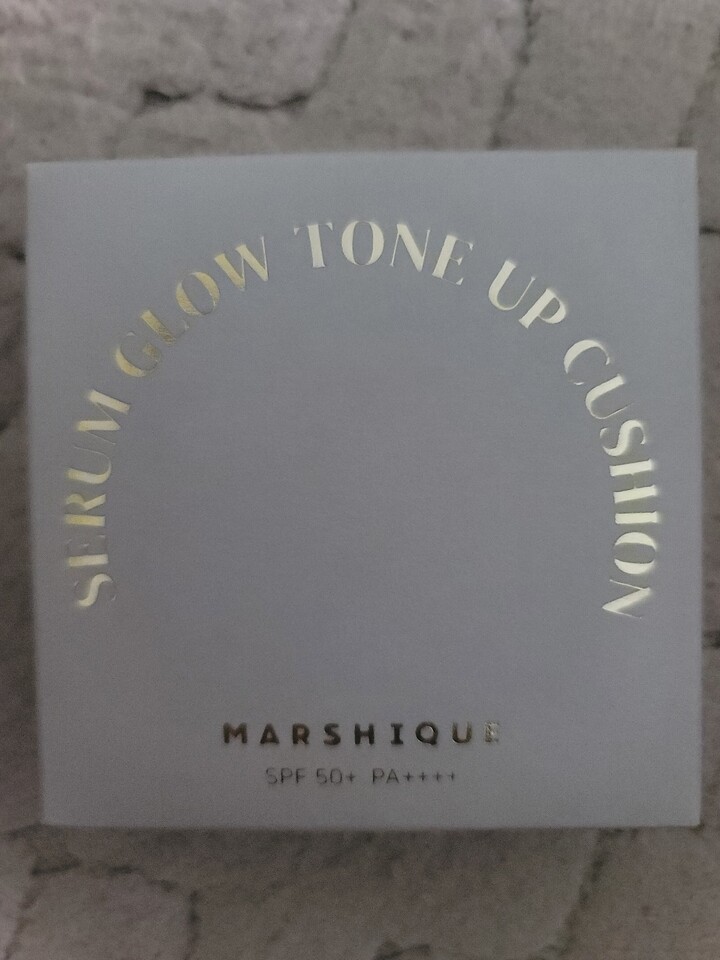 SERUM GLOW TONE UP CUSHION
MARSHIQUE
SPF 50+ PA++++